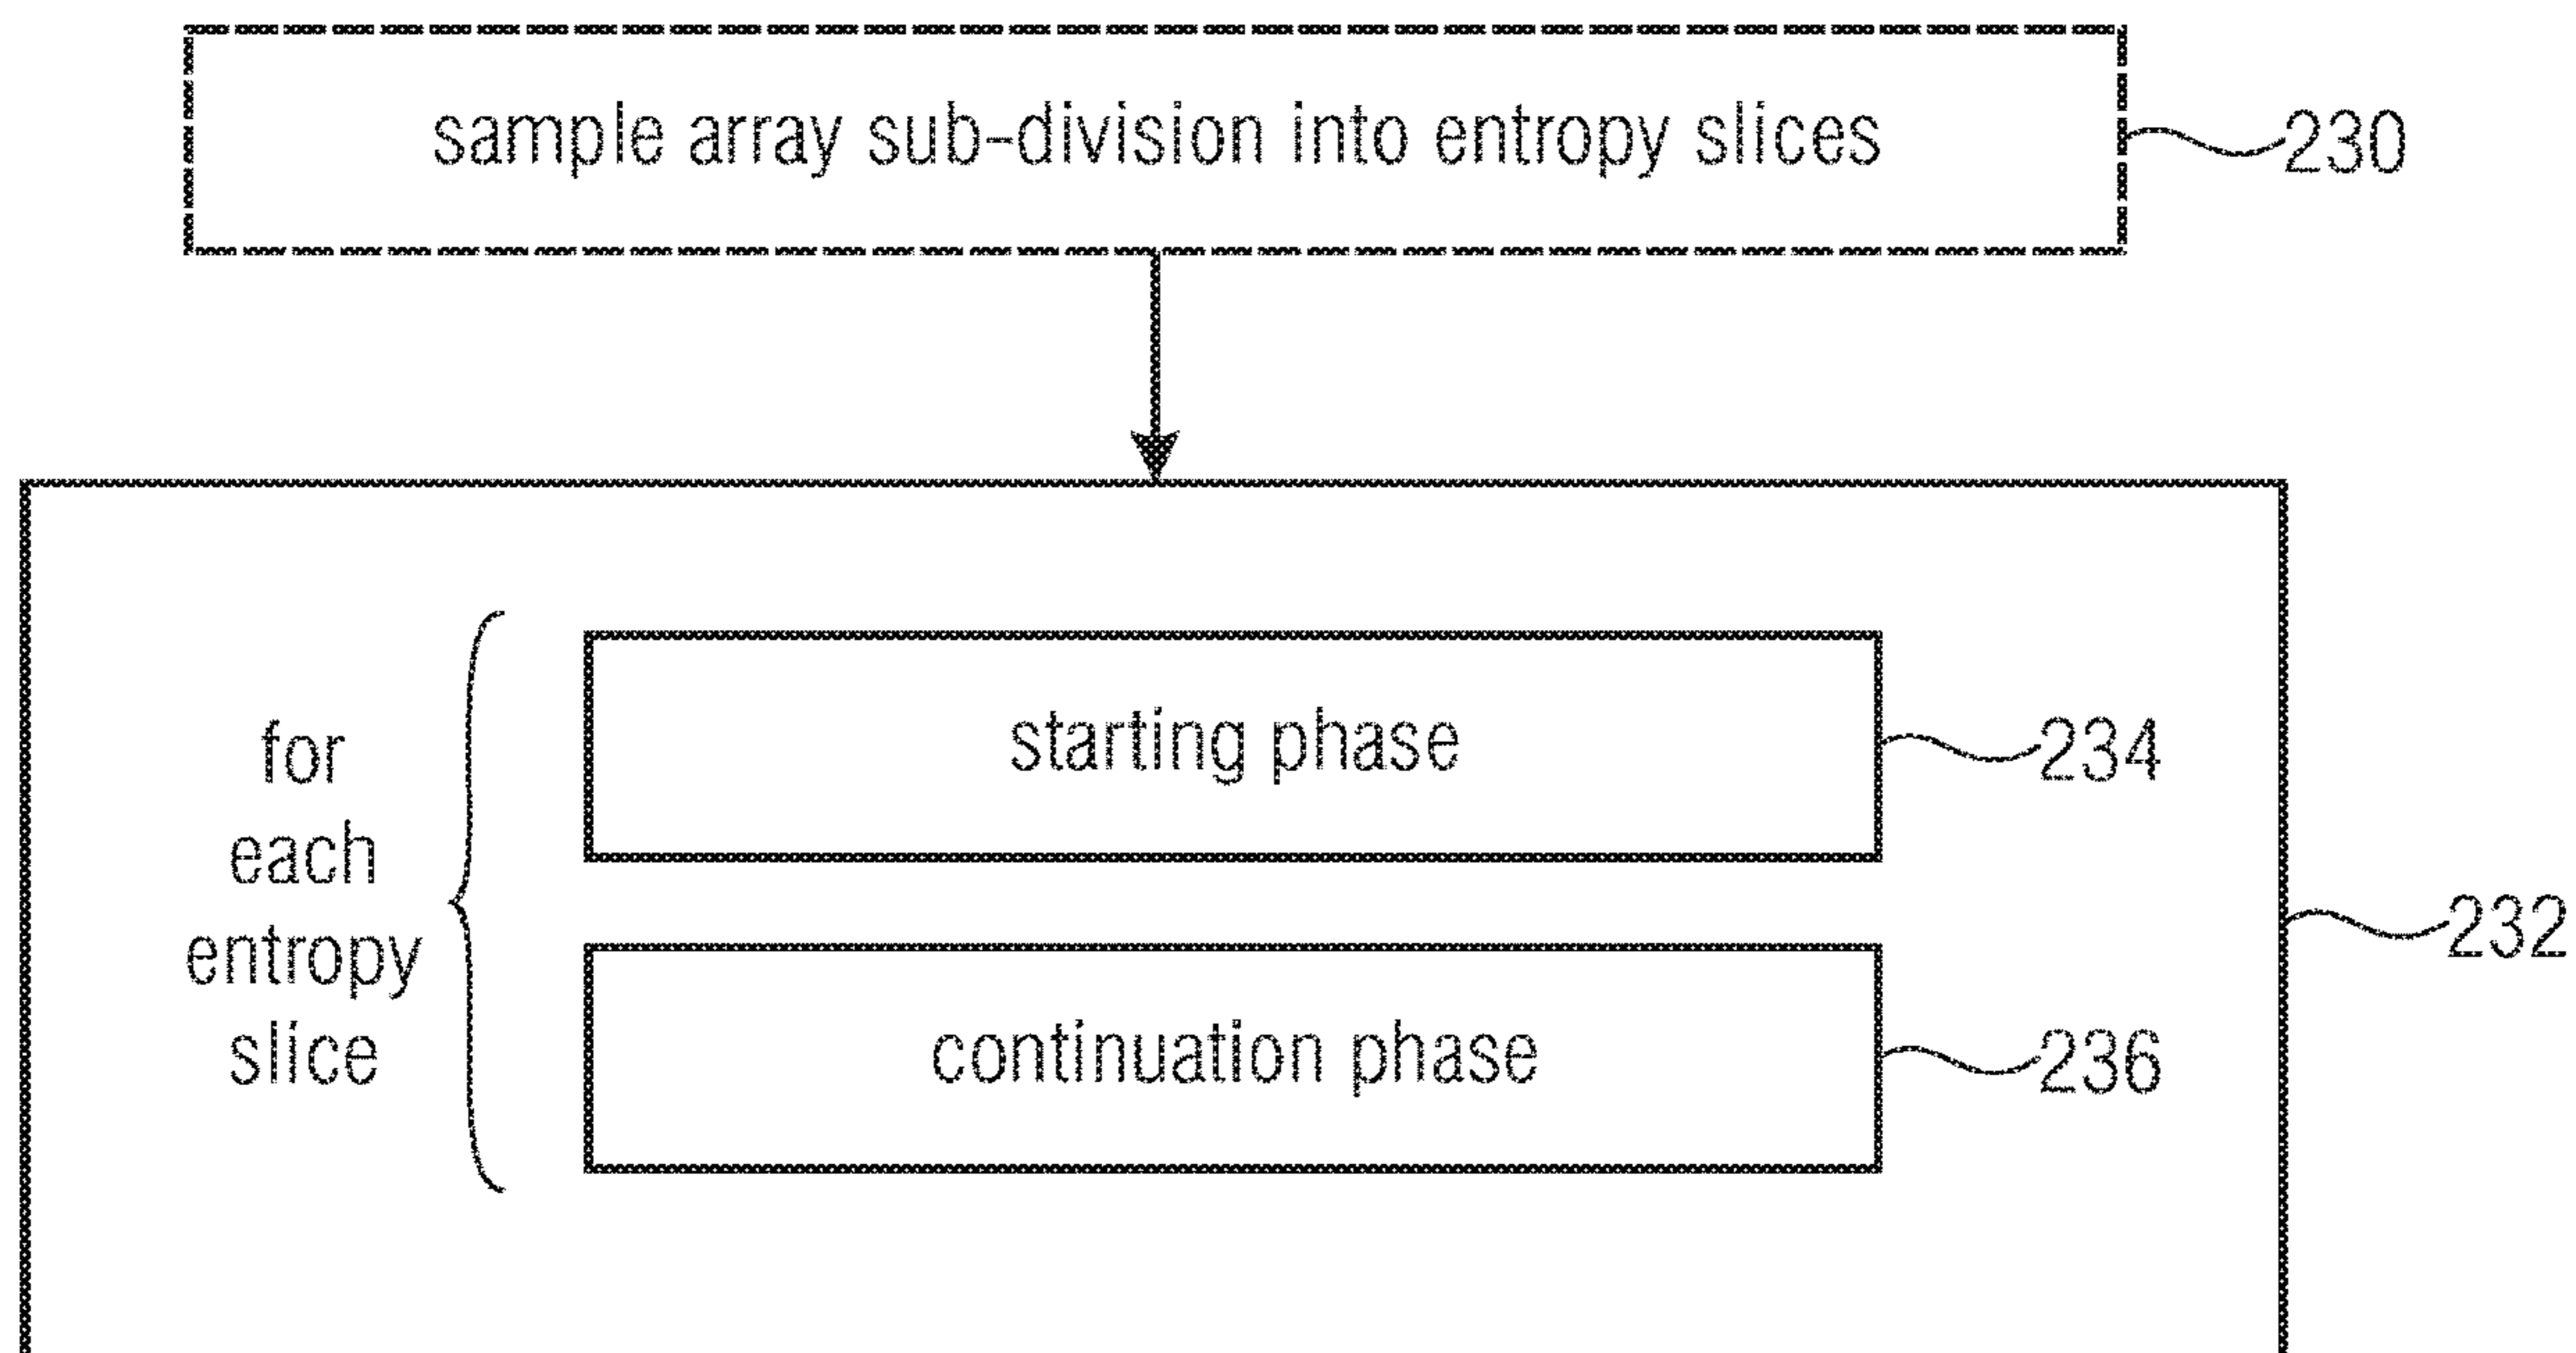 sample array sub-division into entropy slices
230
for
each
entropy
slice
starting phase
234
232
continuation phase
236